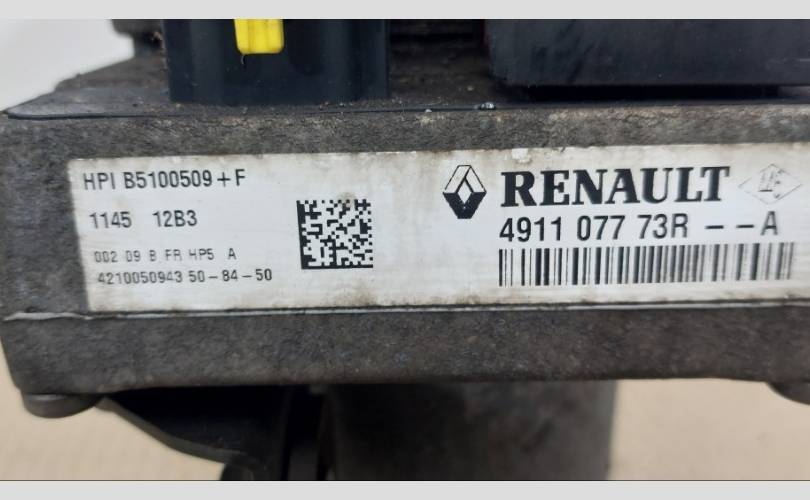 HPI B5100509+F
1145 12B3
002 09 B FR HP5 A
4210050943 50-84-50
RENAULT
4911 077 73R --A